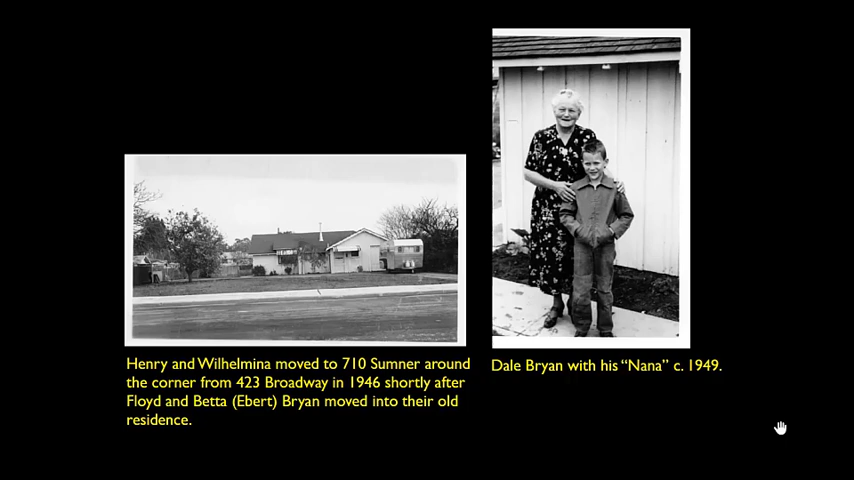 Henry and Wilhelmina moved to 710 Sumner around
the corner from 423 Broadway in 1946 shortly after
Floyd and Betta (Ebert) Bryan moved into their old
residence.
Dale Bryan with his “Nana” c. 1949.